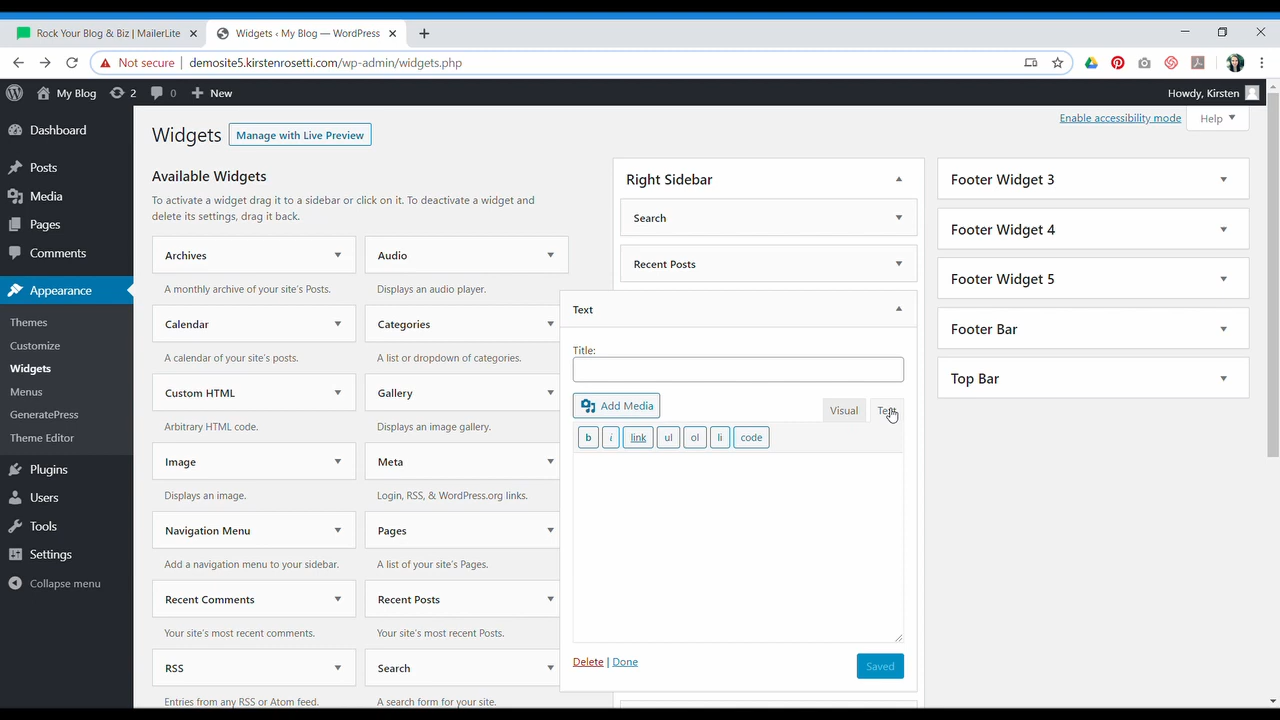 Rock Your Blog & Biz | MailerLite
Widgets ‹ My Blog — WordPress
Not secure
demosite5.kirstenrosetti.com/wp-admin/widgets.php
My Blog
2
0
New
Howdy, Kirsten
Dashboard
Posts
Media
Pages
Comments
Appearance
Themes
Customize
Widgets
Menus
GeneratePress
Theme Editor
Plugins
Users
Tools
Settings
Collapse menu
Enable accessibility mode
Help
Widgets
Manage with Live Preview
Available Widgets
To activate a widget drag it to a sidebar or click on it. To deactivate a widget and
delete its settings, drag it back.
Archives
A monthly archive of your site's Posts.
Audio
Displays an audio player.
Calendar
A calendar of your site's posts.
Categories
A list or dropdown of categories.
Custom HTML
Arbitrary HTML code.
Gallery
Displays an image gallery.
Image
Displays an image.
Meta
Login, RSS, & WordPress.org links.
Navigation Menu
Add a navigation menu to your sidebar.
Pages
A list of your site's Pages.
Recent Comments
Your site's most recent comments.
Recent Posts
Your site's most recent Posts.
RSS
Entries from any RSS or Atom feed.
Search
A search form for your site.
Right Sidebar
Search
Recent Posts
Text
Title:
Add Media
Visual
Text
b
i
link
ul
ol
li
code
Delete | Done
Saved
Footer Widget 3
Footer Widget 4
Footer Widget 5
Footer Bar
Top Bar